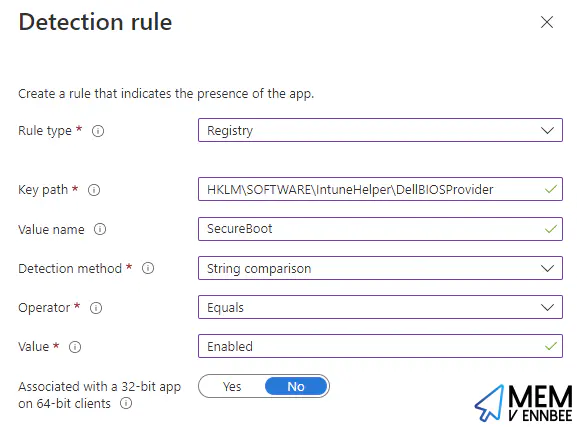 Detection rule
Create a rule that indicates the presence of the app.
Rule type * Registry
Key path * HKLM\SOFTWARE\IntuneHelper\DellBIOSProvider
Value name SecureBoot
Detection method * String comparison
Operator * Equals
Value * Enabled
Associated with a 32-bit app Yes No
on 64-bit clients
MEM
V ENNBEE